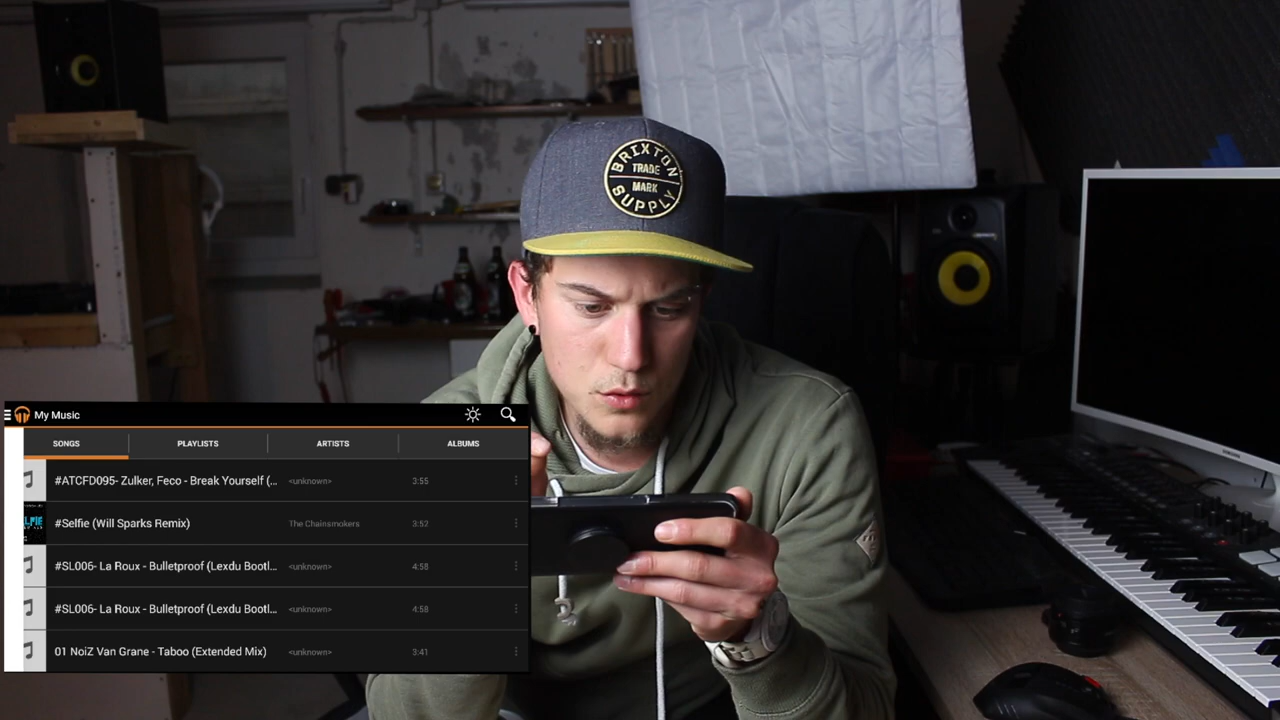 BRIXTON
TRADE
MARK
SUPPLY
My Music
SONGS PLAYLISTS ARTISTS ALBUMS
#ATCFD095- Zulker, Feco - Break Yourself (... <unknown> 3:55
#Selfie (Will Sparks Remix) The Chainsmokers 3:52
#SL006- La Roux - Bulletproof (Lexdu Bootl... <unknown> 4:58
#SL006- La Roux - Bulletproof (Lexdu Bootl... <unknown> 4:58
01 NoiZ Van Grane - Taboo (Extended Mix) <unknown> 3:41
SAMSUNG